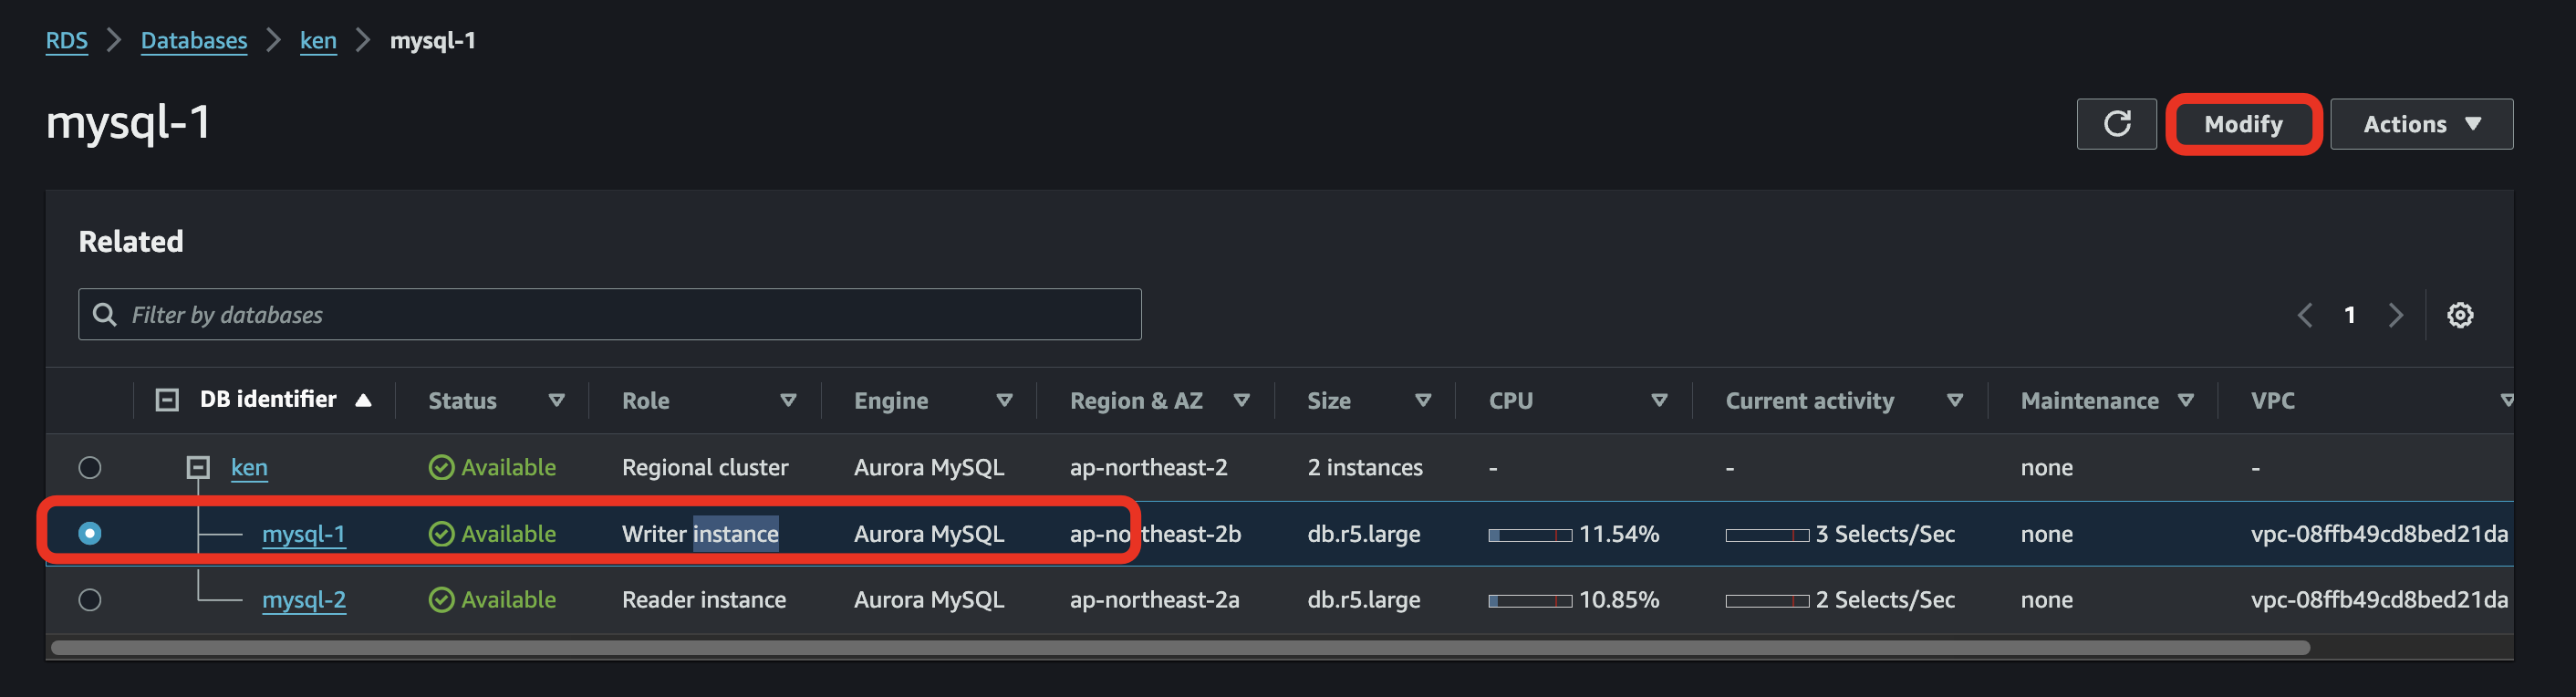 RDS > Databases > ken > mysql-1
mysql-1
Modify
Actions
Related
Filter by databases
1
DB identifier Status Role Engine Region & AZ Size CPU Current activity Maintenance VPC
ken Available Regional cluster Aurora MySQL ap-northeast-2 2 instances - - none -
mysql-1 Available Writer instance Aurora MySQL ap-northeast-2b db.r5.large 11.54% 3 Selects/Sec none vpc-08ffb49cd8bed21da
mysql-2 Available Reader instance Aurora MySQL ap-northeast-2a db.r5.large 10.85% 2 Selects/Sec none vpc-08ffb49cd8bed21da